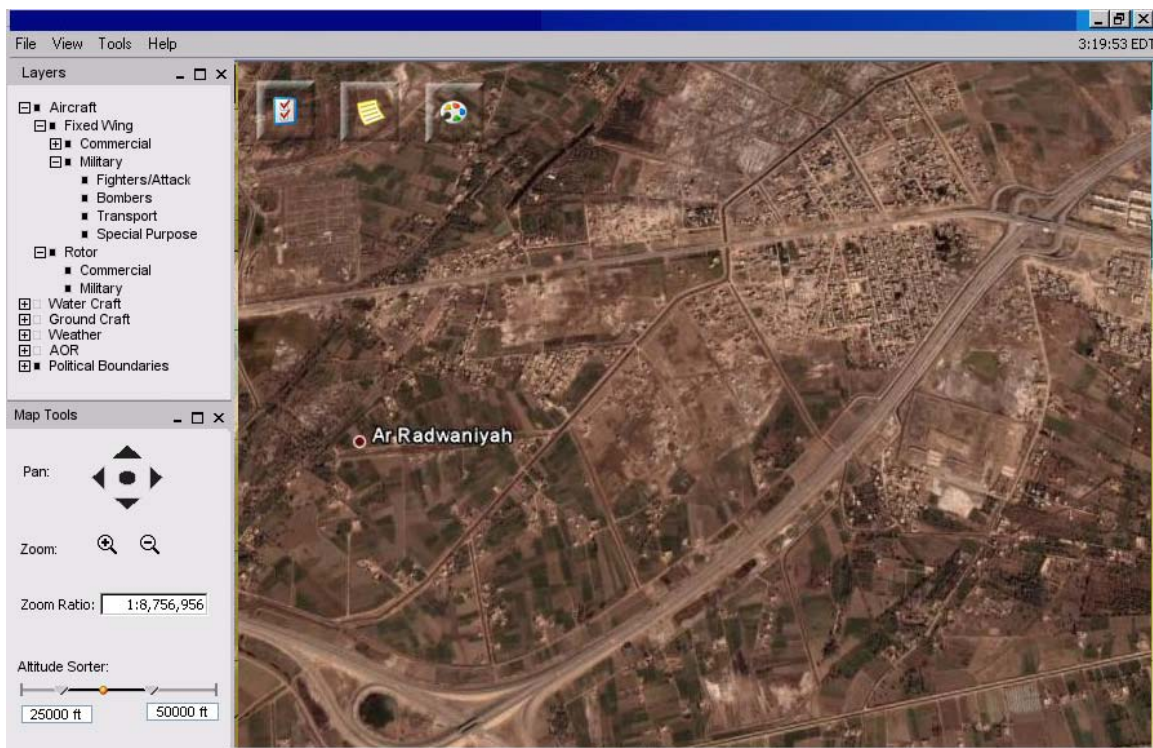 File View Tools Help
3:19:53 EDT
Layers
Aircraft
Fixed Wing
Commercial
Military
Fighters/Attack
Bombers
Transport
Special Purpose
Rotor
Commercial
Military
Water Craft
Ground Craft
Weather
AOR
Political Boundaries
Map Tools
Pan:
Zoom:
Zoom Ratio: 1:8,756,956
Altitude Sorter:
25000 ft 50000 ft
Ar Radwaniyah